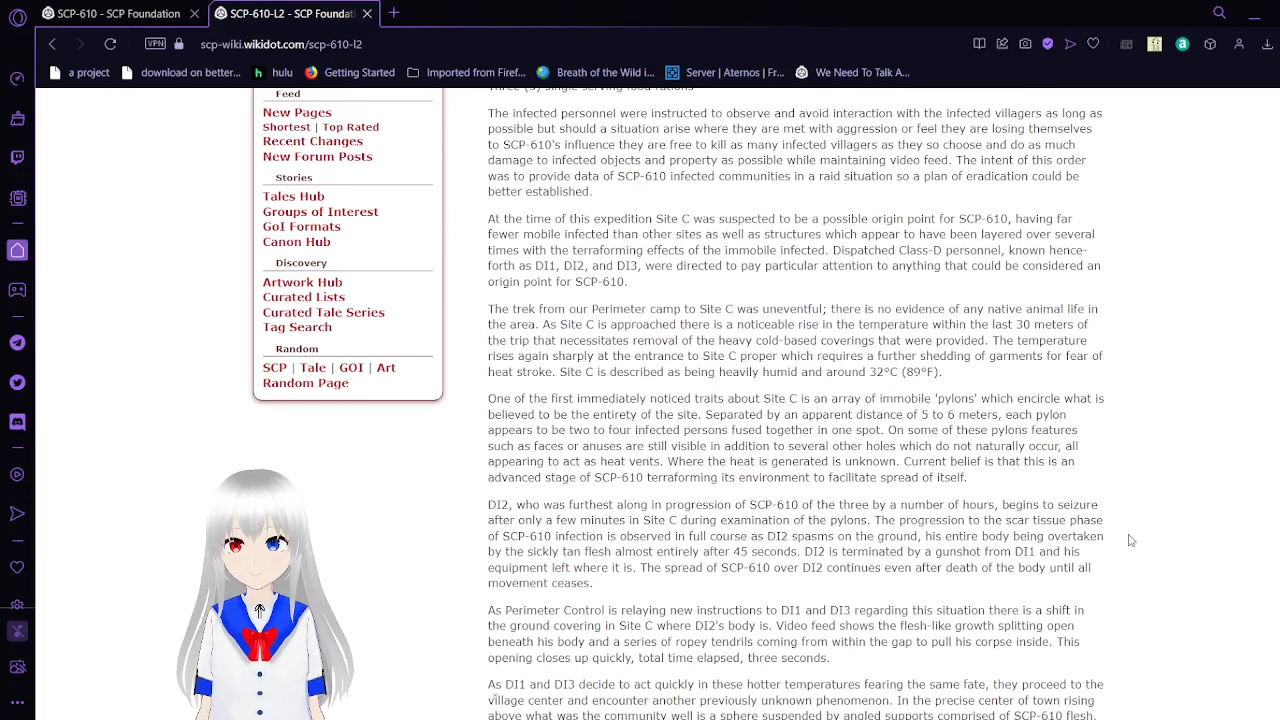 SCP-610 - SCP Foundation
SCP-610-L2 - SCP Foundati
VPN
scp-wiki.wikidot.com/scp-610-l2
a project
download on better...
hulu
Getting Started
Imported from Firef...
Breath of the Wild i...
Server | Aternos | Fr...
We Need To Talk A...
Feed
New Pages
Shortest | Top Rated
Recent Changes
New Forum Posts
Stories
Tales Hub
Groups of Interest
GoI Formats
Canon Hub
Discovery
Artwork Hub
Curated Lists
Curated Tale Series
Tag Search
Random
SCP | Tale | GOI | Art
Random Page
Three (3) single serving food rations
The infected personnel were instructed to observe and avoid interaction with the infected villagers as long as
possible but should a situation arise where they are met with aggression or feel they are losing themselves
to SCP-610's influence they are free to kill as many infected villagers as they so choose and do as much
damage to infected objects and property as possible while maintaining video feed. The intent of this order
was to provide data of SCP-610 infected communities in a raid situation so a plan of eradication could be
better established.
At the time of this expedition Site C was suspected to be a possible origin point for SCP-610, having far
fewer mobile infected than other sites as well as structures which appear to have been layered over several
times with the terraforming effects of the immobile infected. Dispatched Class-D personnel, known hence-
forth as DI1, DI2, and DI3, were directed to pay particular attention to anything that could be considered an
origin point for SCP-610.
The trek from our Perimeter camp to Site C was uneventful; there is no evidence of any native animal life in
the area. As Site C is approached there is a noticeable rise in the temperature within the last 30 meters of
the trip that necessitates removal of the heavy cold-based coverings that were provided. The temperature
rises again sharply at the entrance to Site C proper which requires a further shedding of garments for fear of
heat stroke. Site C is described as being heavily humid and around 32°C (89°F).
One of the first immediately noticed traits about Site C is an array of immobile 'pylons' which encircle what is
believed to be the entirety of the site. Separated by an apparent distance of 5 to 6 meters, each pylon
appears to be two to four infected persons fused together in one spot. On some of these pylons features
such as faces or anuses are still visible in addition to several other holes which do not naturally occur, all
appearing to act as heat vents. Where the heat is generated is unknown. Current belief is that this is an
advanced stage of SCP-610 terraforming its environment to facilitate spread of itself.
DI2, who was furthest along in progression of SCP-610 of the three by a number of hours, begins to seizure
after only a few minutes in Site C during examination of the pylons. The progression to the scar tissue phase
of SCP-610 infection is observed in full course as DI2 spasms on the ground, his entire body being overtaken
by the sickly tan flesh almost entirely after 45 seconds. DI2 is terminated by a gunshot from DI1 and his
equipment left where it is. The spread of SCP-610 over DI2 continues even after death of the body until all
movement ceases.
As Perimeter Control is relaying new instructions to DI1 and DI3 regarding this situation there is a shift in
the ground covering in Site C where DI2's body is. Video feed shows the flesh-like growth splitting open
beneath his body and a series of ropey tendrils coming from within the gap to pull his corpse inside. This
opening closes up quickly, total time elapsed, three seconds.
As DI1 and DI3 decide to act quickly in these hotter temperatures fearing the same fate, they proceed to the
village center and encounter another previously unknown phenomenon. In the precise center of town rising
above what was the community well is a sphere suspended by angled supports comprised of SCP-610 flesh.